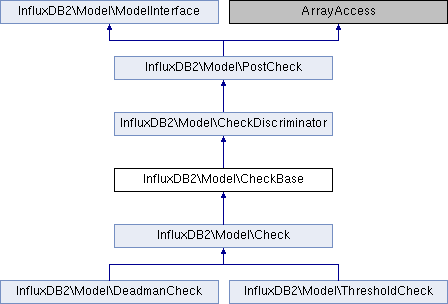 InfluxDB2\Model\ModelInterface
ArrayAccess
InfluxDB2\Model\PostCheck
InfluxDB2\Model\CheckDiscriminator
InfluxDB2\Model\CheckBase
InfluxDB2\Model\Check
InfluxDB2\Model\DeadmanCheck
InfluxDB2\Model\ThresholdCheck